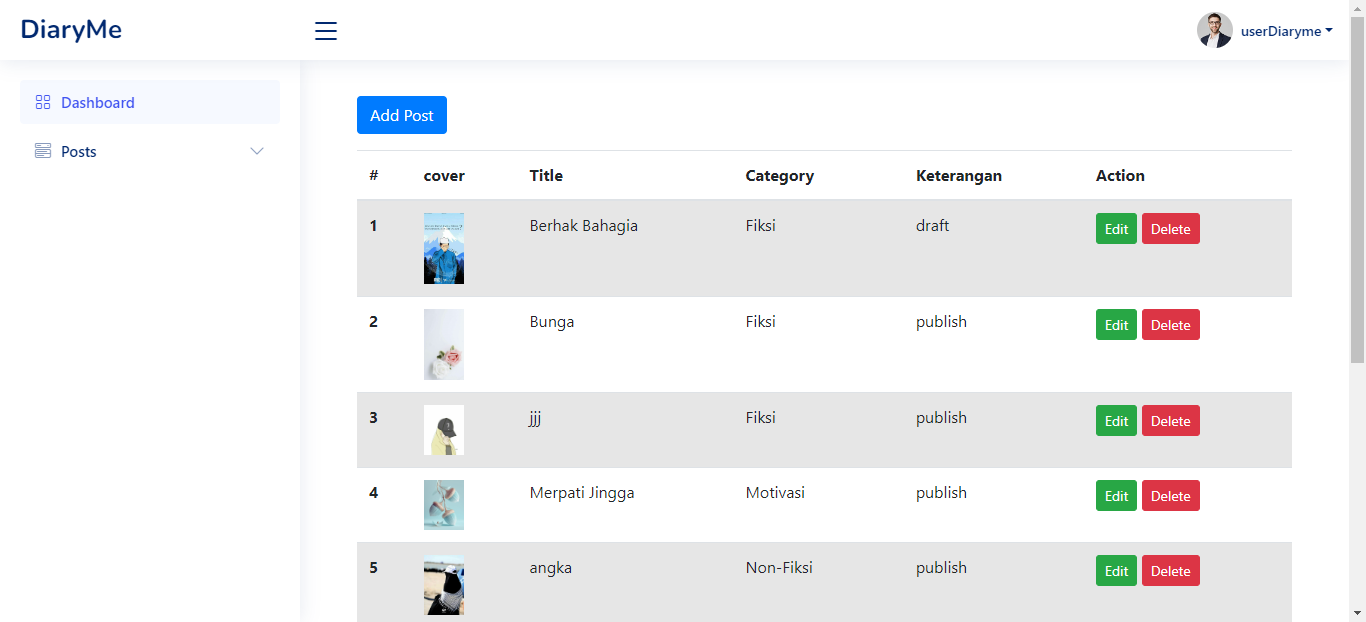 DiaryMe
userDiaryme
Dashboard
Posts
Add Post
# cover Title Category Keterangan Action
1 Berhak Bahagia Fiksi draft Edit Delete
2 Bunga Fiksi publish Edit Delete
3 jjj Fiksi publish Edit Delete
4 Merpati Jingga Motivasi publish Edit Delete
5 angka Non-Fiksi publish Edit Delete